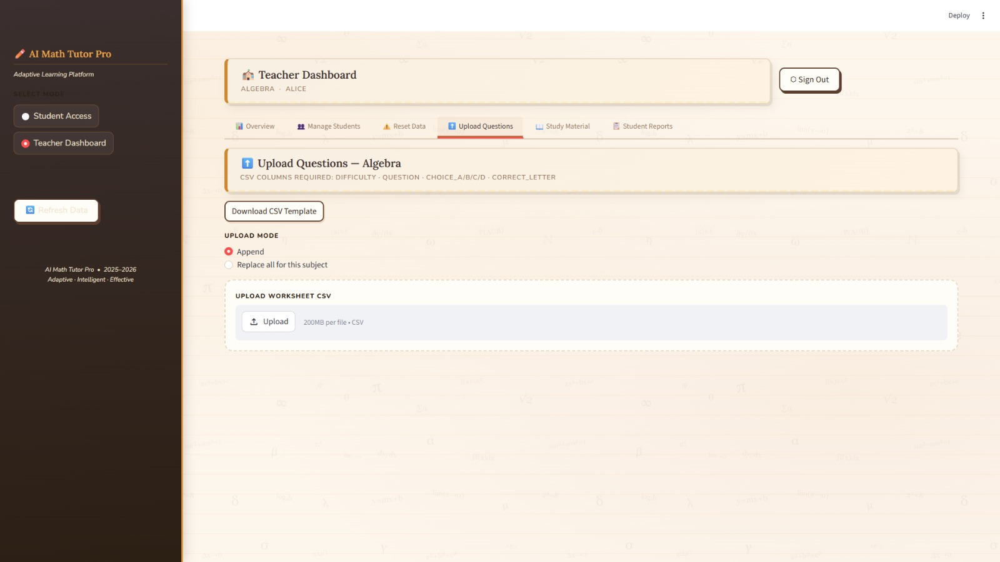 Deploy
AI Math Tutor Pro
Adaptive Learning Platform
SELECT MODE
Student Access
Teacher Dashboard
Refresh Data
AI Math Tutor Pro • 2025–2026
Adaptive · Intelligent · Effective
Teacher Dashboard
ALGEBRA · ALICE
Sign Out
Overview
Manage Students
Reset Data
Upload Questions
Study Material
Student Reports
Upload Questions — Algebra
CSV COLUMNS REQUIRED: DIFFICULTY · QUESTION · CHOICE_A/B/C/D · CORRECT_LETTER
Download CSV Template
UPLOAD MODE
Append
Replace all for this subject
UPLOAD WORKSHEET CSV
Upload
200MB per file • CSV